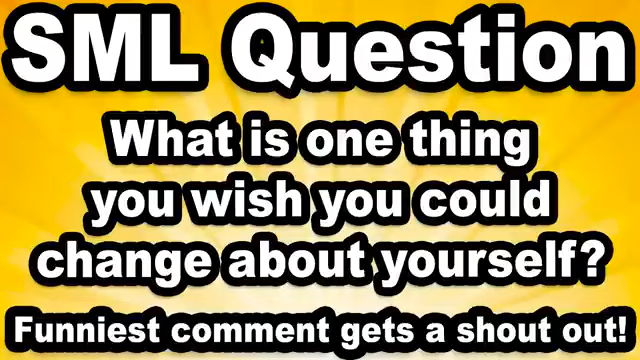 SML Question
What is one thing
you wish you could
change about yourself?
Funniest comment gets a shout out!